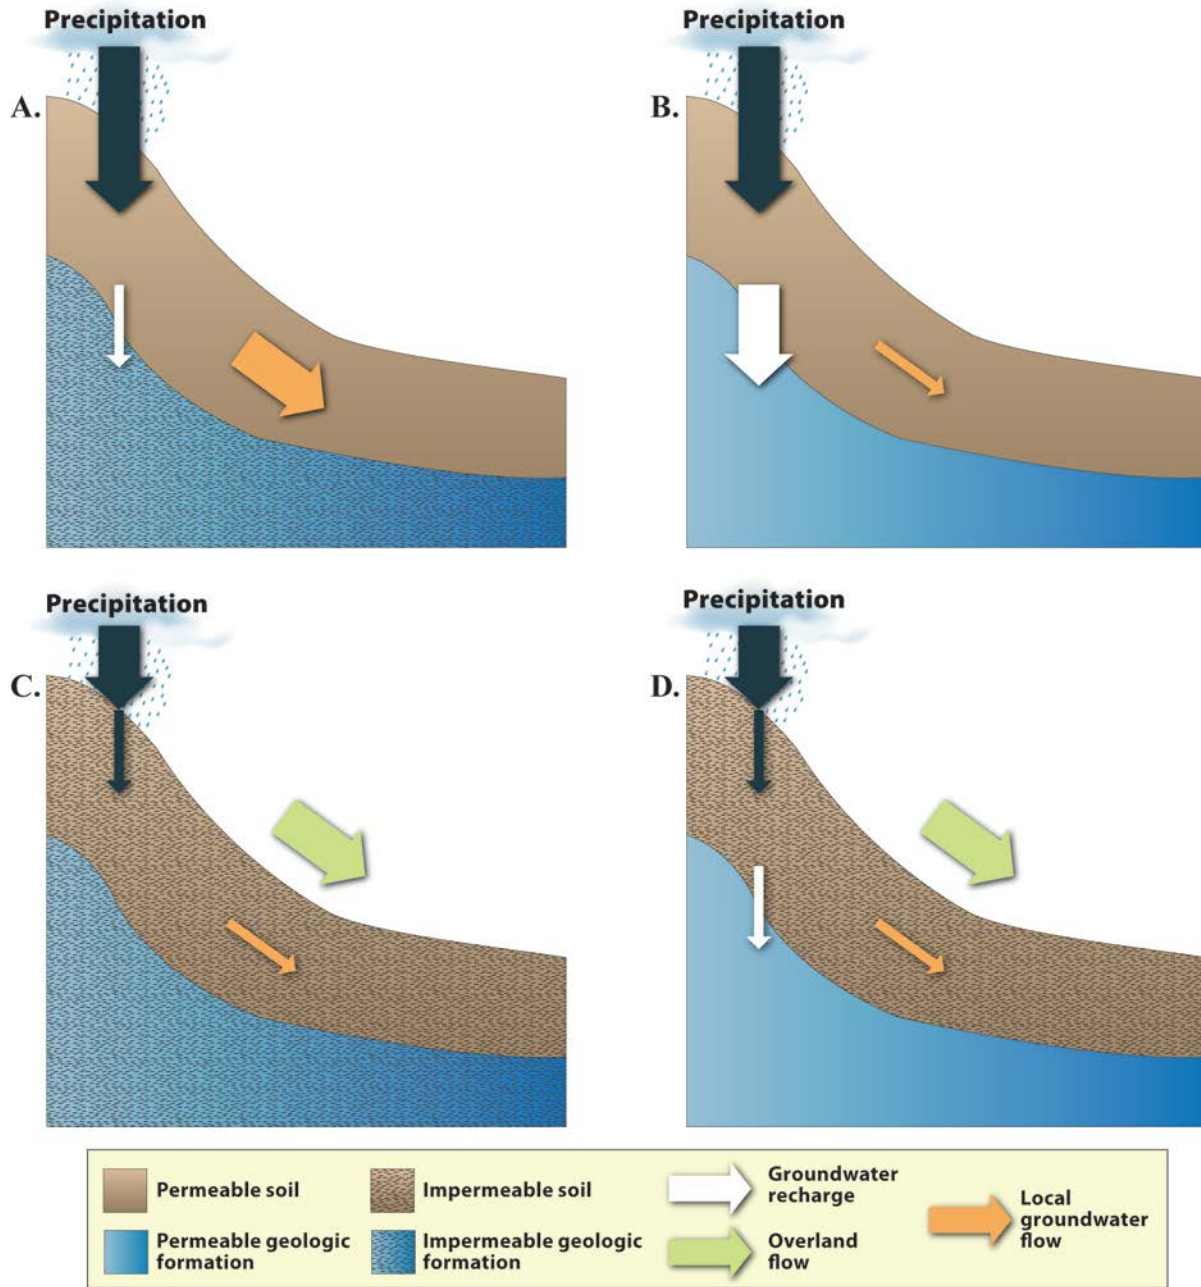 Precipitation
Precipitation
A.
B.
Precipitation
Precipitation
C.
D.
Permeable soil
Impermeable soil
Groundwater
recharge
Local
groundwater
flow
Permeable geologic
formation
Impermeable geologic
formation
Overland
flow